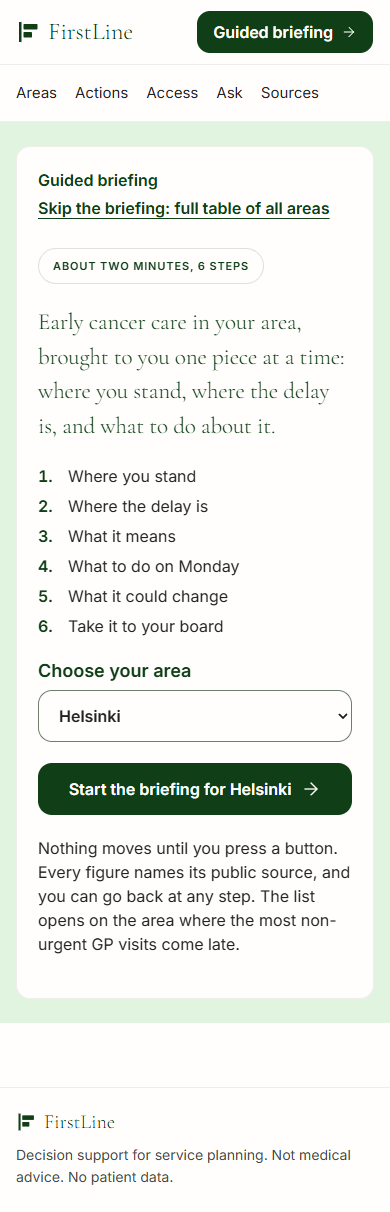 FirstLine
Guided briefing →
Areas Actions Access Ask Sources
Guided briefing
Skip the briefing: full table of all areas
ABOUT TWO MINUTES, 6 STEPS
Early cancer care in your area,
brought to you one piece at a time:
where you stand, where the delay
is, and what to do about it.
1. Where you stand
2. Where the delay is
3. What it means
4. What to do on Monday
5. What it could change
6. Take it to your board
Choose your area
Helsinki
Start the briefing for Helsinki →
Nothing moves until you press a button.
Every figure names its public source, and
you can go back at any step. The list
opens on the area where the most non-
urgent GP visits come late.
FirstLine
Decision support for service planning. Not medical
advice. No patient data.